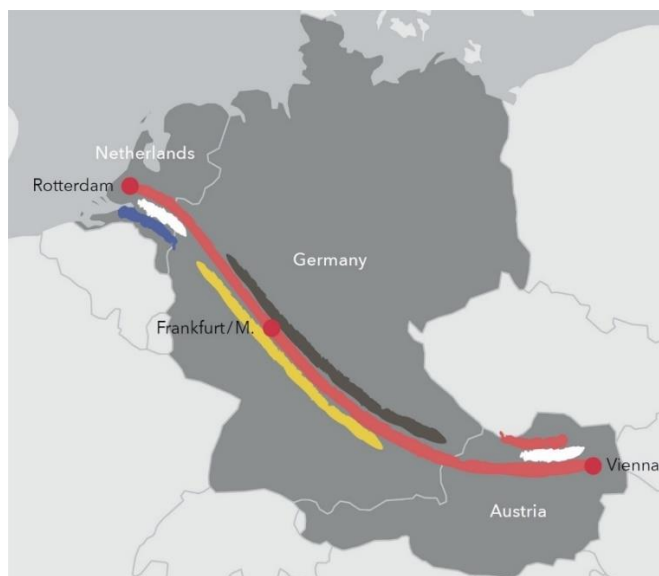 Netherlands
Rotterdam
Germany
Frankfurt/M.
Vienna
Austria